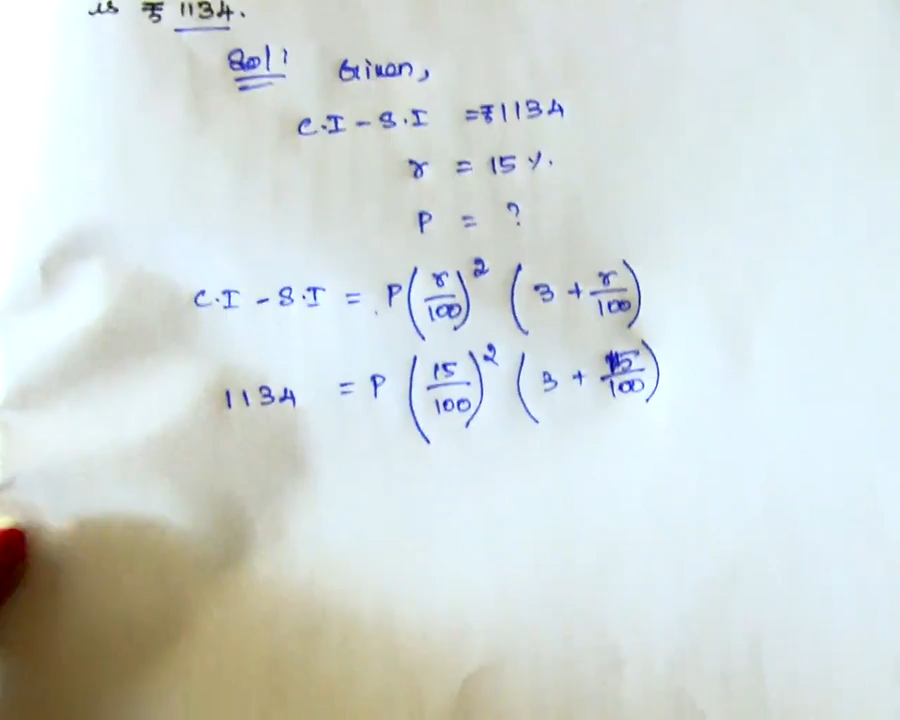 is ₹ 1134.
Sol:
Given,
C.I - S.I = ₹1134
r = 15 %.
P = ?
C.I - S.I = P(r/100)² (3 + r/100)
1134 = P (15/100)² (3 + 15/100)